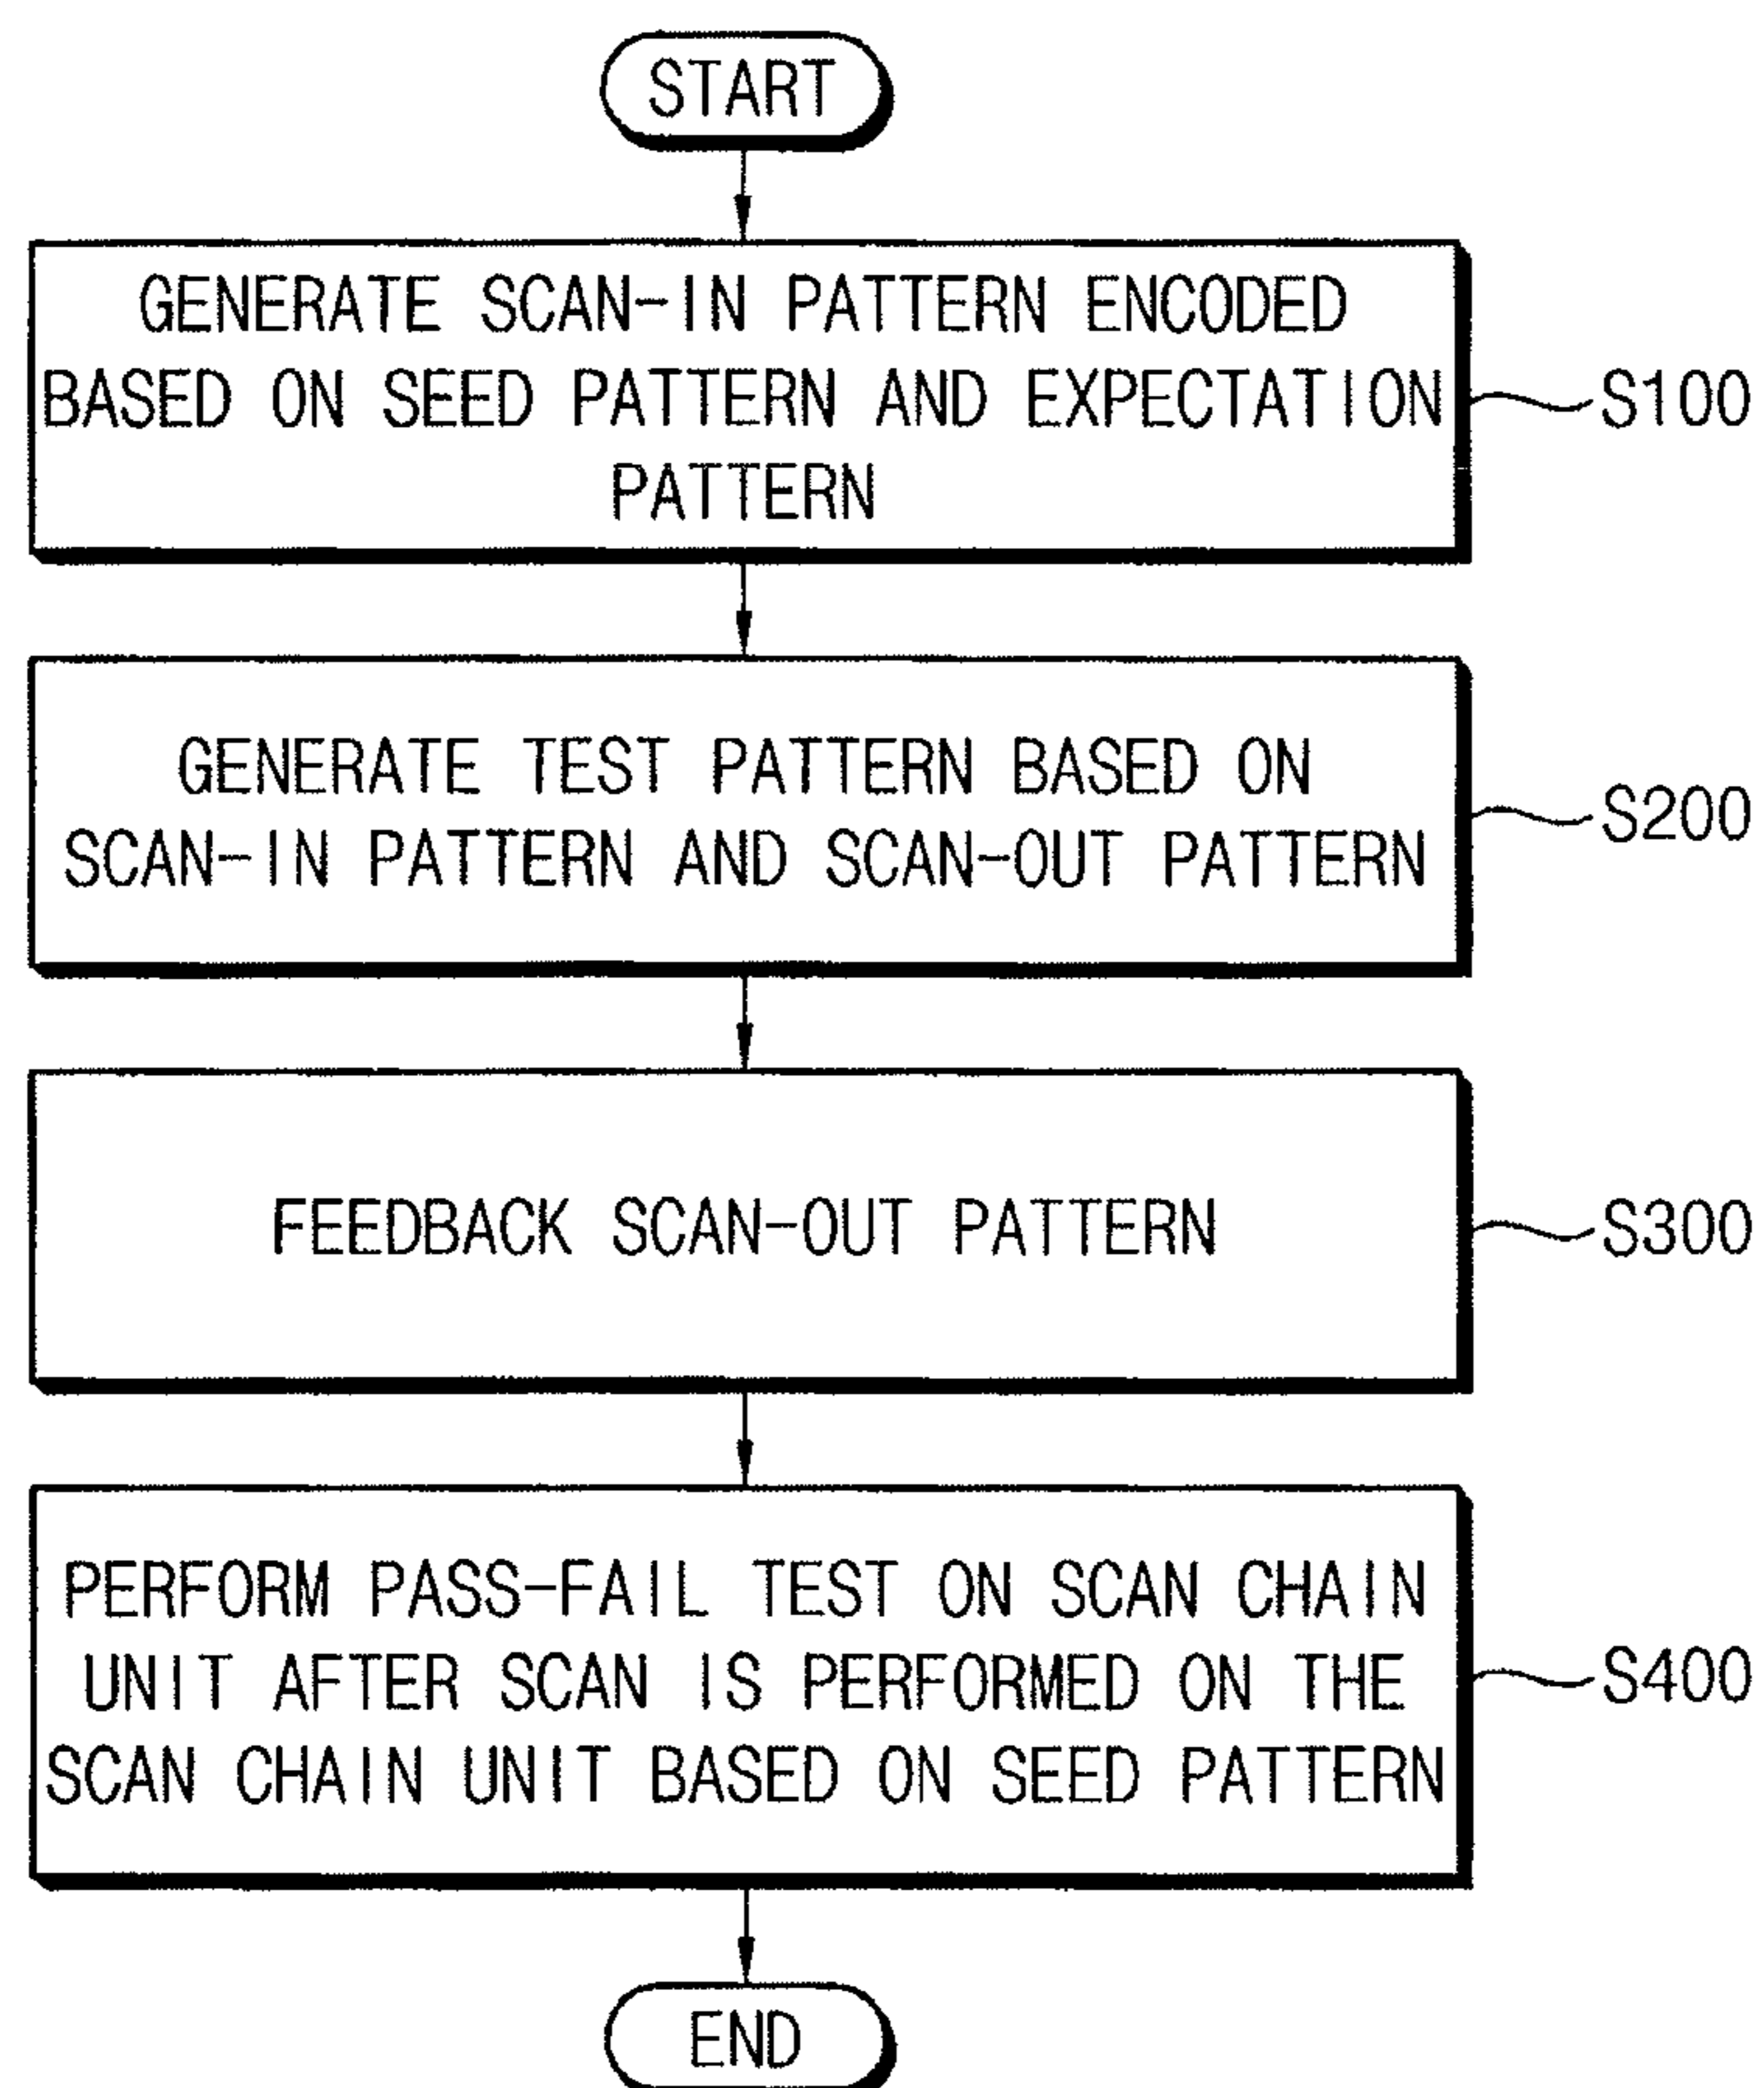 START
GENERATE SCAN-IN PATTERN ENCODED
BASED ON SEED PATTERN AND EXPECTATION
PATTERN
S100
GENERATE TEST PATTERN BASED ON
SCAN-IN PATTERN AND SCAN-OUT PATTERN
S200
FEEDBACK SCAN-OUT PATTERN
S300
PERFORM PASS-FAIL TEST ON SCAN CHAIN
UNIT AFTER SCAN IS PERFORMED ON THE
SCAN CHAIN UNIT BASED ON SEED PATTERN
S400
END